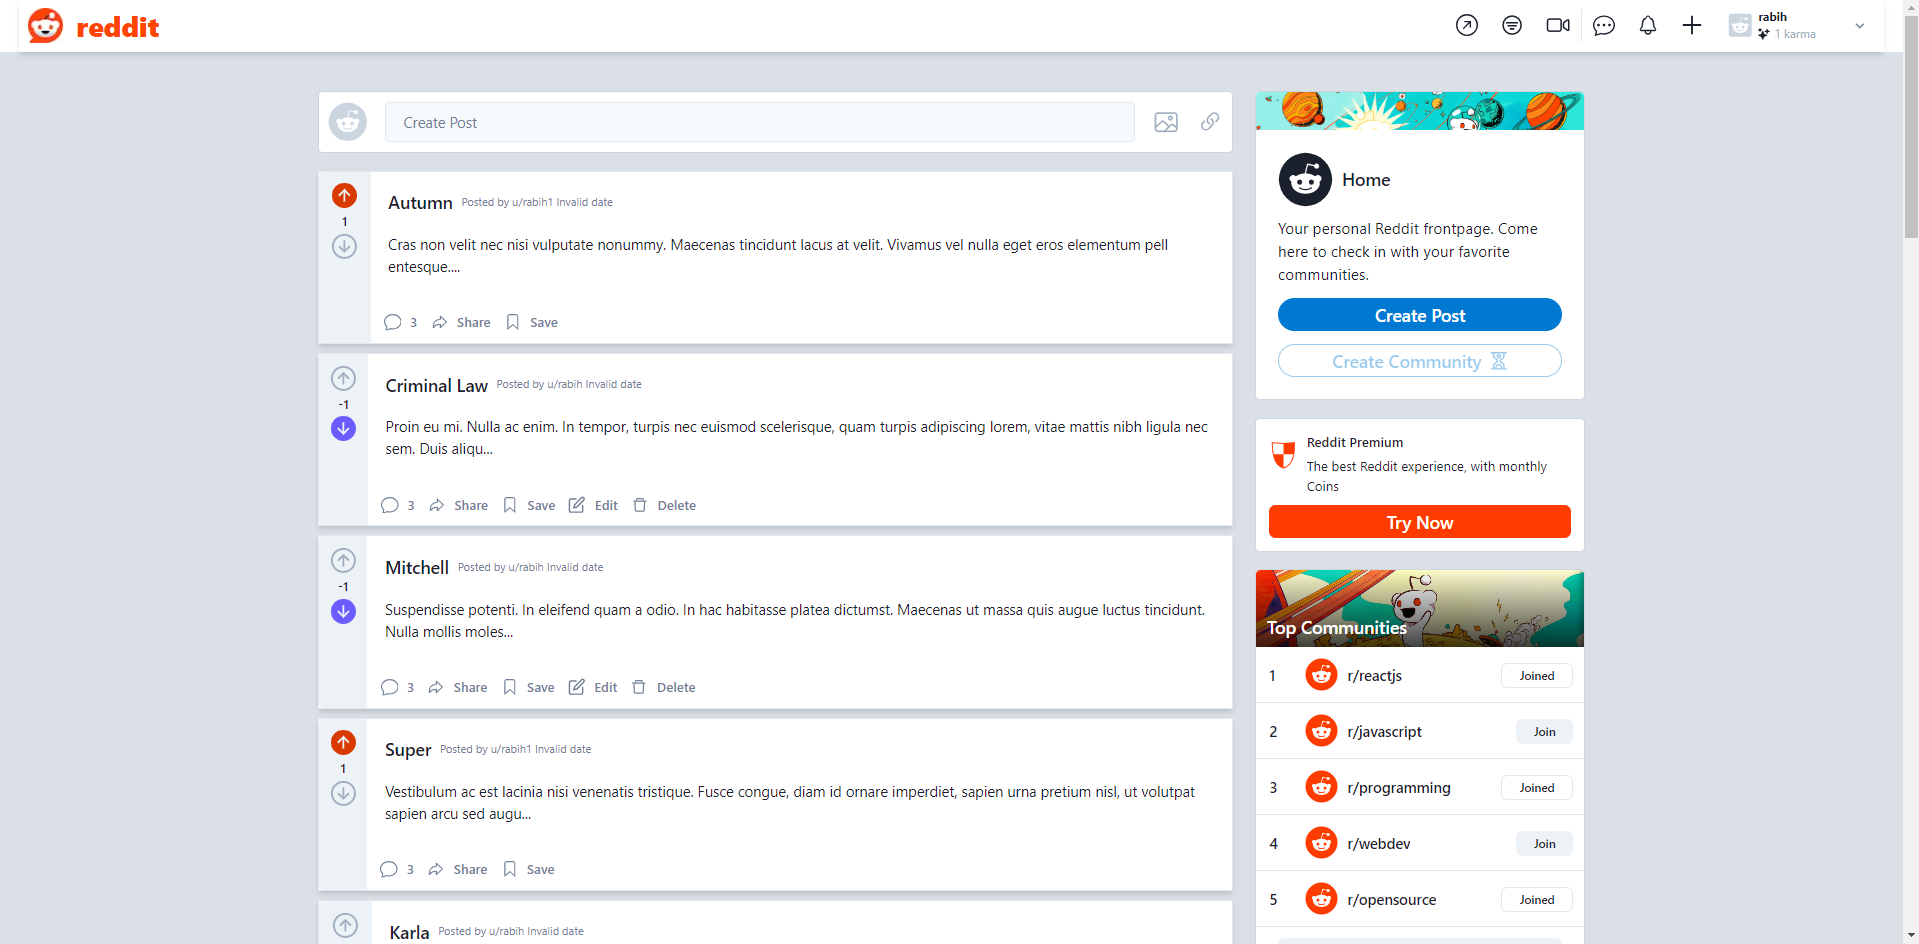 reddit
rabih
1 karma
Create Post
Autumn Posted by u/rabih1 Invalid date
1
Cras non velit nec nisi vulputate nonummy. Maecenas tincidunt lacus at velit. Vivamus vel nulla eget eros elementum pell
entesque....
3 Share Save
Criminal Law Posted by u/rabih Invalid date
-1
Proin eu mi. Nulla ac enim. In tempor, turpis nec euismod scelerisque, quam turpis adipiscing lorem, vitae mattis nibh ligula nec
sem. Duis aliqu...
3 Share Save Edit Delete
Mitchell Posted by u/rabih Invalid date
-1
Suspendisse potenti. In eleifend quam a odio. In hac habitasse platea dictumst. Maecenas ut massa quis augue luctus tincidunt.
Nulla mollis moles...
3 Share Save Edit Delete
Super Posted by u/rabih1 Invalid date
1
Vestibulum ac est lacinia nisi venenatis tristique. Fusce congue, diam id ornare imperdiet, sapien urna pretium nisl, ut volutpat
sapien arcu sed augu...
3 Share Save
Karla Posted by u/rabih Invalid date
Home
Your personal Reddit frontpage. Come
here to check in with your favorite
communities.
Create Post
Create Community
Reddit Premium
The best Reddit experience, with monthly
Coins
Try Now
Top Communities
1 r/reactjs Joined
2 r/javascript Join
3 r/programming Joined
4 r/webdev Join
5 r/opensource Joined